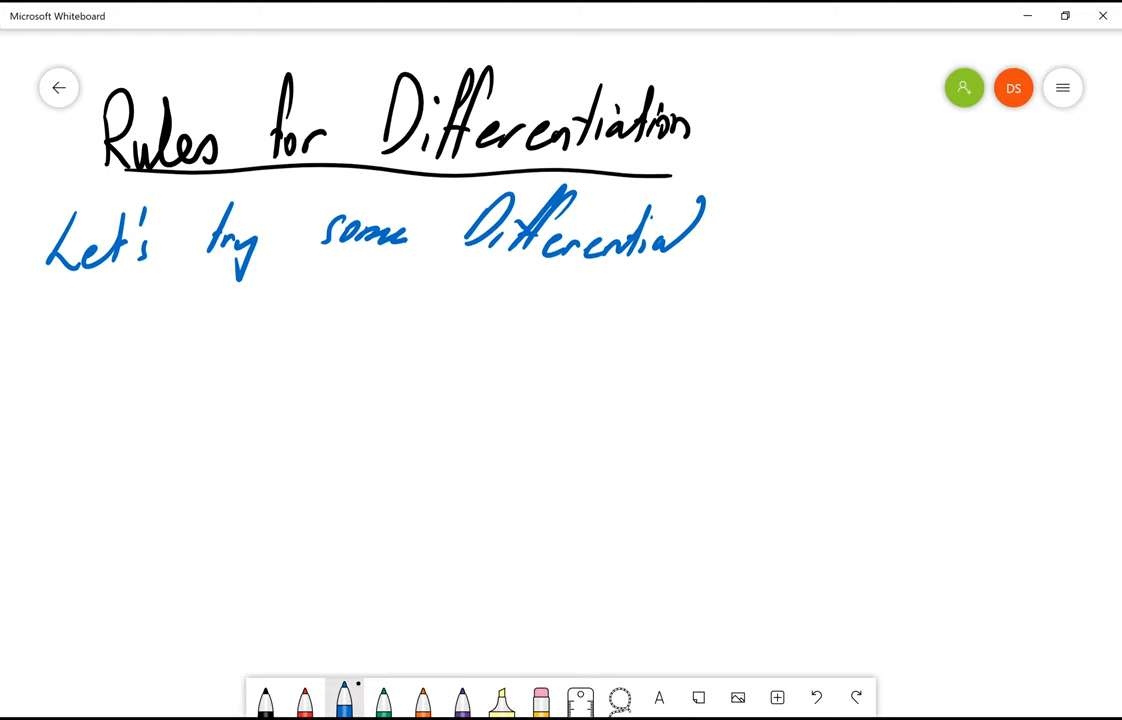 Microsoft Whiteboard
DS
Rules for Differentiation
Let's try some Differential
A